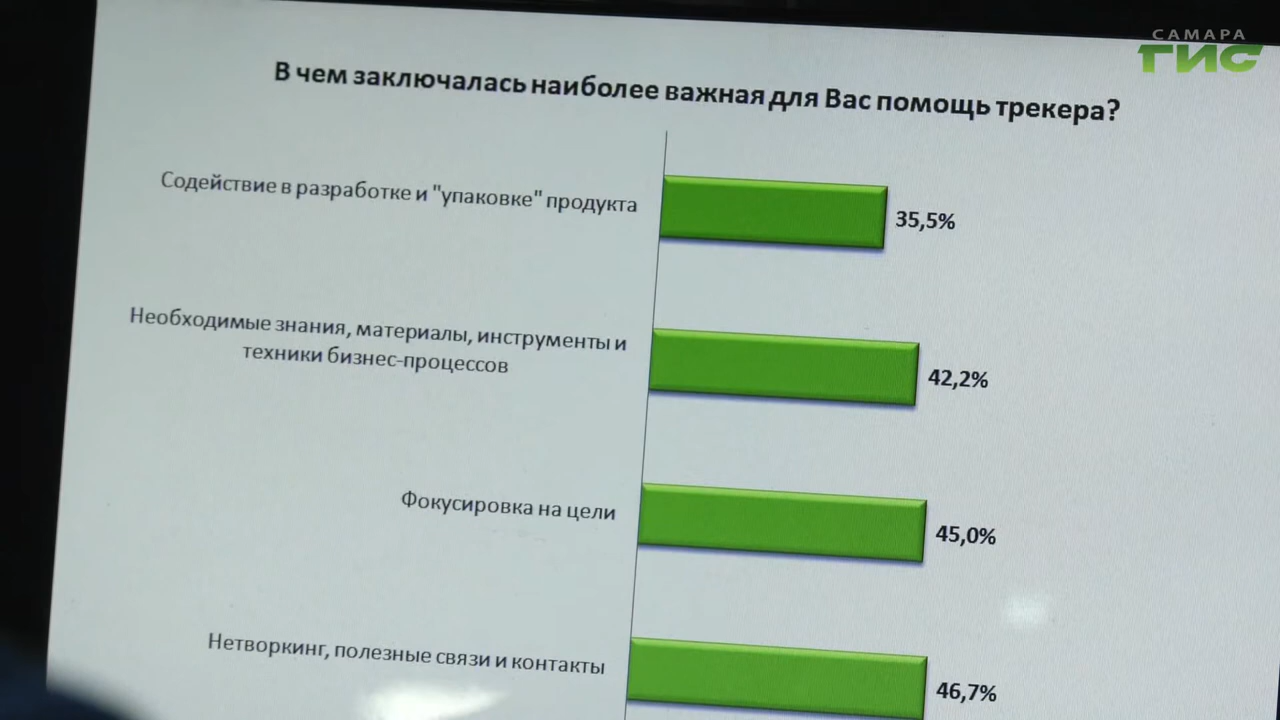 САМАРА
ГИС
В чем заключалась наиболее важная для Вас помощь трекера?
Содействие в разработке и "упаковке" продукта
35,5%
Необходимые знания, материалы, инструменты и
техники бизнес-процессов
42,2%
Фокусировка на цели
45,0%
Нетворкинг, полезные связи и контакты
46,7%